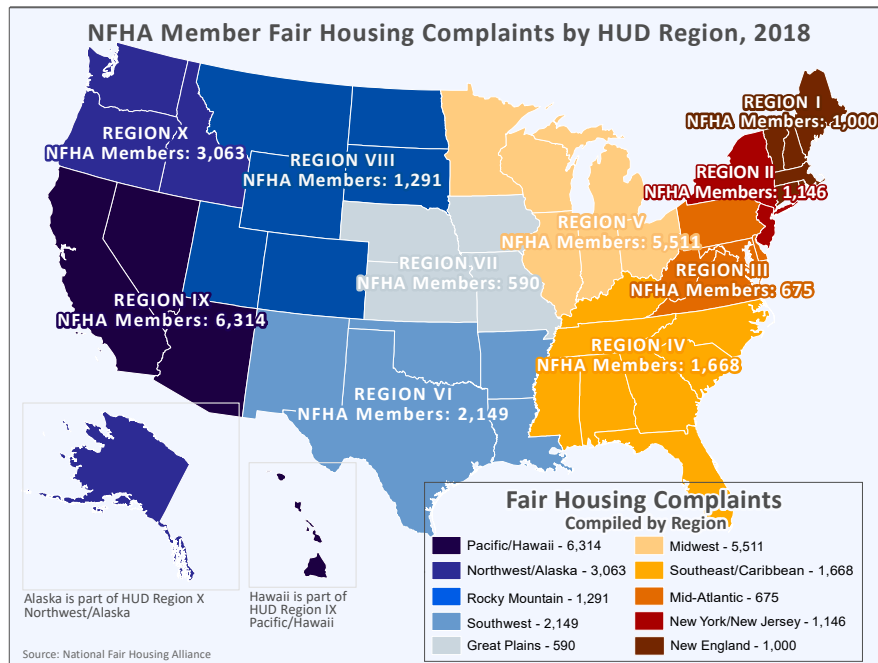 NFHA Member Fair Housing Complaints by HUD Region, 2018
REGION I
NFHA Members: 1,000
REGION X
NFHA Members: 3,063
REGION VIII
NFHA Members: 1,291
REGION II
NFHA Members: 1,146
REGION V
NFHA Members: 5,511
REGION VII
NFHA Members: 590
REGION III
NFHA Members: 675
REGION IX
NFHA Members: 6,314
REGION IV
NFHA Members: 1,668
REGION VI
NFHA Members: 2,149
Alaska is part of HUD Region X
Northwest/Alaska
Hawaii is part of
HUD Region IX
Pacific/Hawaii
Fair Housing Complaints
Compiled by Region
Pacific/Hawaii - 6,314
Northwest/Alaska - 3,063
Rocky Mountain - 1,291
Southwest - 2,149
Great Plains - 590
Midwest - 5,511
Southeast/Caribbean - 1,668
Mid-Atlantic - 675
New York/New Jersey - 1,146
New England - 1,000
Source: National Fair Housing Alliance